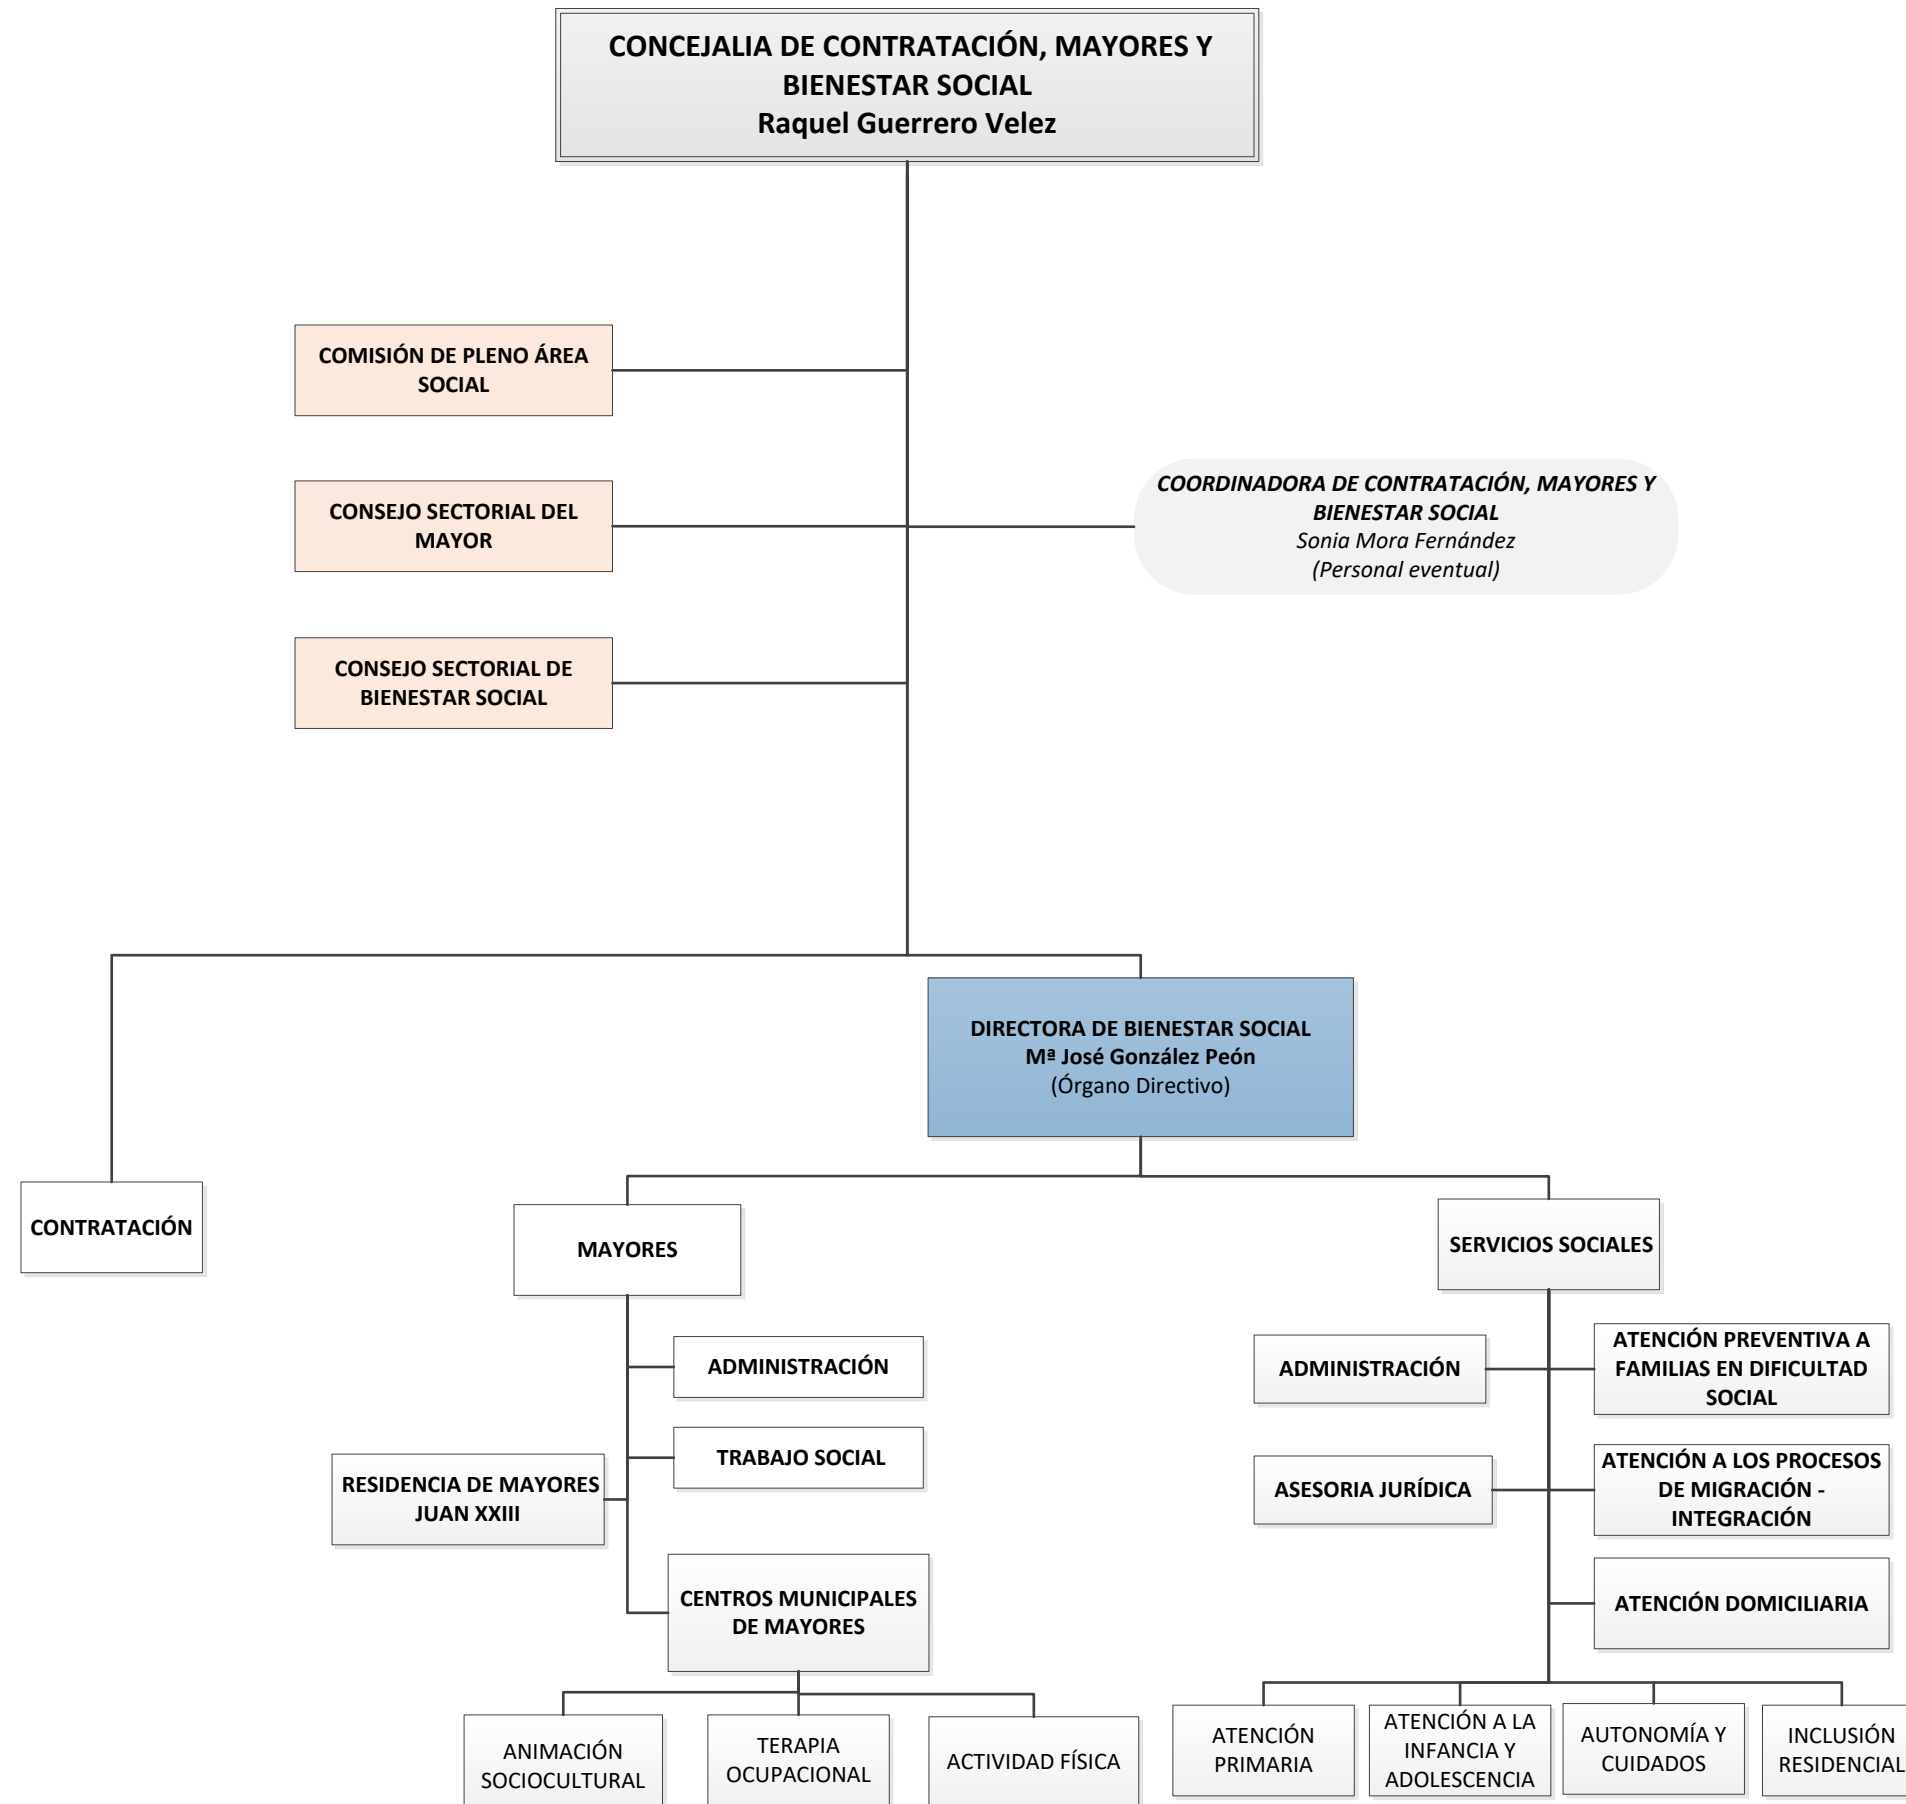 CONCEJALIA DE CONTRATACIÓN, MAYORES Y
BIENESTAR SOCIAL
Raquel Guerrero Velez
COMISIÓN DE PLENO ÁREA
SOCIAL
CONSEJO SECTORIAL DEL
MAYOR
COORDINADORA DE CONTRATACIÓN, MAYORES Y
BIENESTAR SOCIAL
Sonia Mora Fernández
(Personal eventual)
CONSEJO SECTORIAL DE
BIENESTAR SOCIAL
DIRECTORA DE BIENESTAR SOCIAL
Mª José González Peón
(Órgano Directivo)
CONTRATACIÓN
MAYORES
SERVICIOS SOCIALES
ADMINISTRACIÓN
TRABAJO SOCIAL
RESIDENCIA DE MAYORES
JUAN XXIII
CENTROS MUNICIPALES
DE MAYORES
ANIMACIÓN
SOCIOCULTURAL
TERAPIA
OCUPACIONAL
ACTIVIDAD FÍSICA
ADMINISTRACIÓN
ATENCIÓN PREVENTIVA A
FAMILIAS EN DIFICULTAD
SOCIAL
ASESORIA JURÍDICA
ATENCIÓN A LOS PROCESOS
DE MIGRACIÓN -
INTEGRACIÓN
ATENCIÓN DOMICILIARIA
ATENCIÓN
PRIMARIA
ATENCIÓN A LA
INFANCIA Y
ADOLESCENCIA
AUTONOMÍA Y
CUIDADOS
INCLUSIÓN
RESIDENCIAL